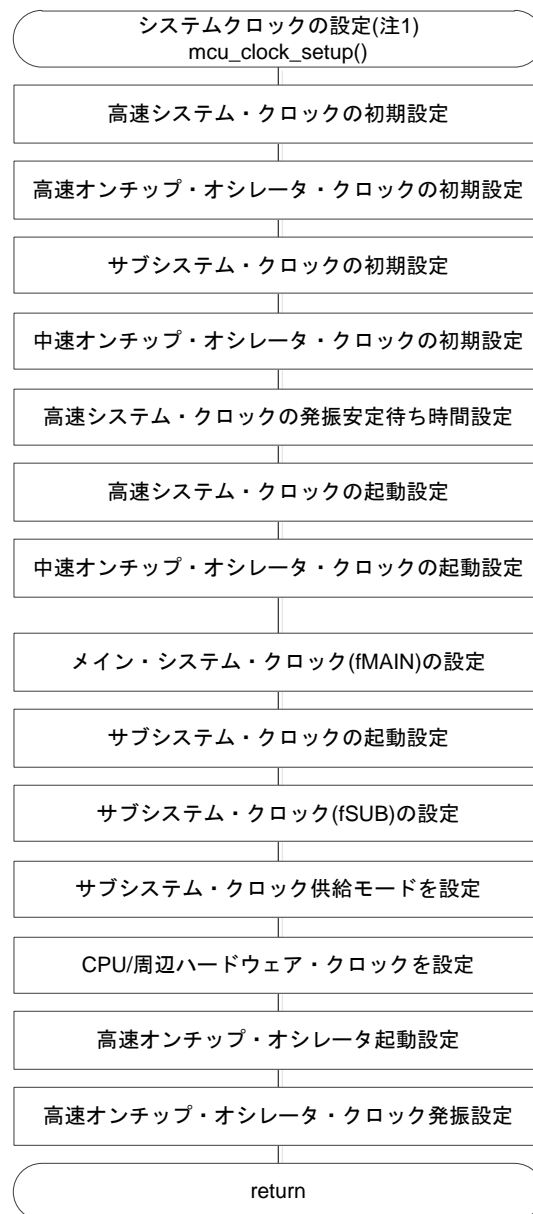 システムクロックの設定(注1)
mcu_clock_setup()
高速システム・クロックの初期設定
高速オンチップ・オシレータ・クロックの初期設定
サブシステム・クロックの初期設定
中速オンチップ・オシレータ・クロックの初期設定
高速システム・クロックの発振安定待ち時間設定
高速システム・クロックの起動設定
中速オンチップ・オシレータ・クロックの起動設定
メイン・システム・クロック(fMAIN)の設定
サブシステム・クロックの起動設定
サブシステム・クロック(fSUB)の設定
サブシステム・クロック供給モードを設定
CPU/周辺ハードウェア・クロックを設定
高速オンチップ・オシレータ起動設定
高速オンチップ・オシレータ・クロック発振設定
return